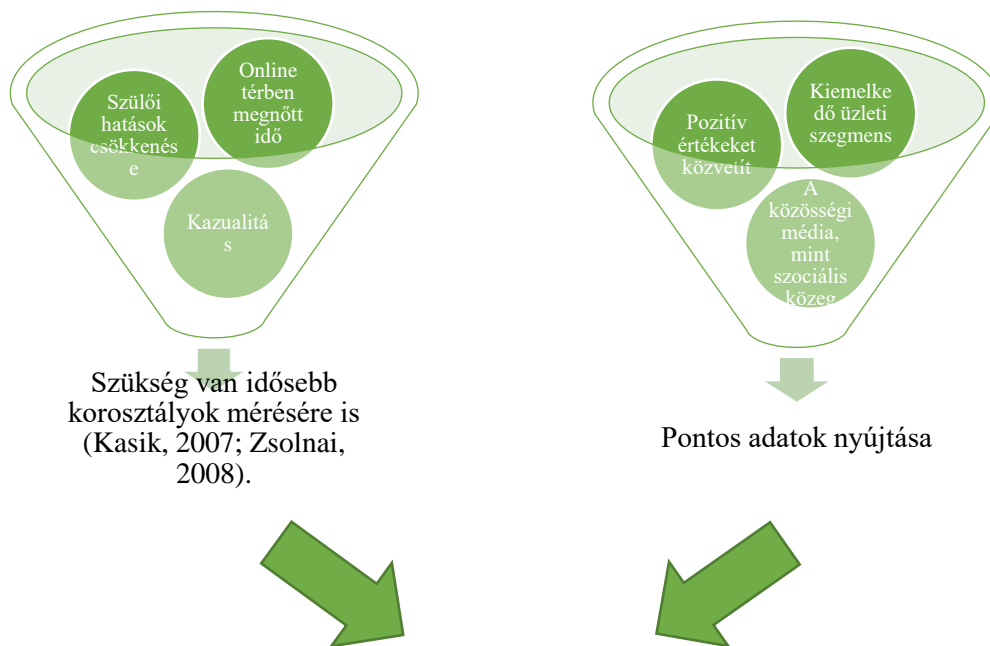 Szülői
hatások
csökkenés
e
Online
térben
megnőtt
idő
Kazualitá
s
Szükség van idősebb
korosztályok mérésére is
(Kasik, 2007; Zsolnai,
2008).
Pozitív
értékeket
közvetít
Kiemelke
dő üzleti
szegmens
A
közösségi
média,
mint
szociális
közeg
Pontos adatok nyújtása